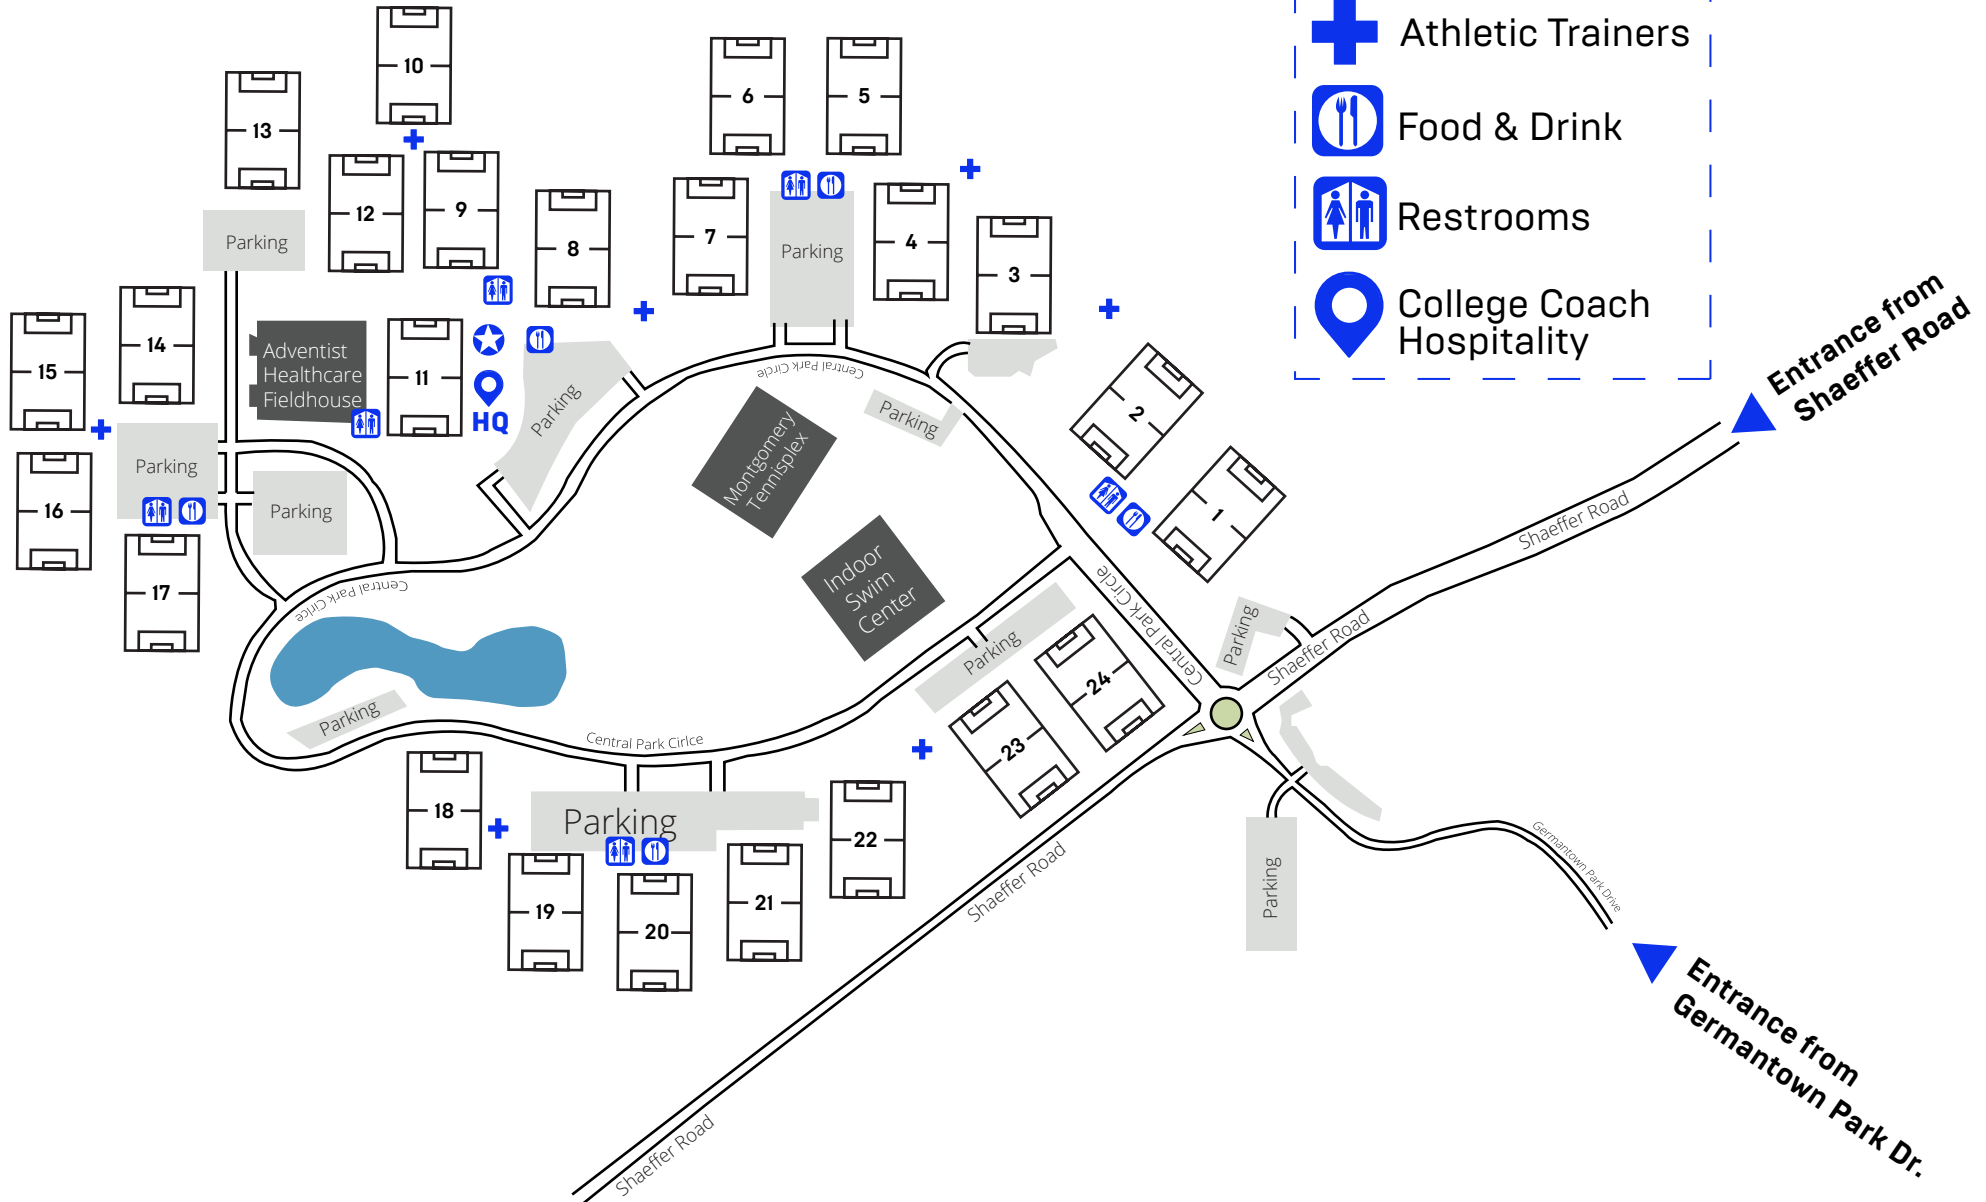 Athletic Trainers
Food & Drink
Restrooms
College Coach
Hospitality
Entrance from
Shaeffer Road
10
6
5
13
12
9
8
7
4
3
Parking
Parking
14
15
Adventist
Healthcare
Fieldhouse
11
HQ
Parking
Central Park Circle
Parking
2
1
Montgomery
Tennisplex
Parking
16
Parking
17
Indoor
Swim
Center
Shaeffer Road
Central Park Cirlce
Central Park Circle
Parking
Shaeffer Road
Parking
24
23
Parking
Central Park Cirlce
18
Parking
22
19
20
21
Shaeffer Road
Parking
Germantown Park Drive
Entrance from
Germantown Park Dr.
Shaeffer Road